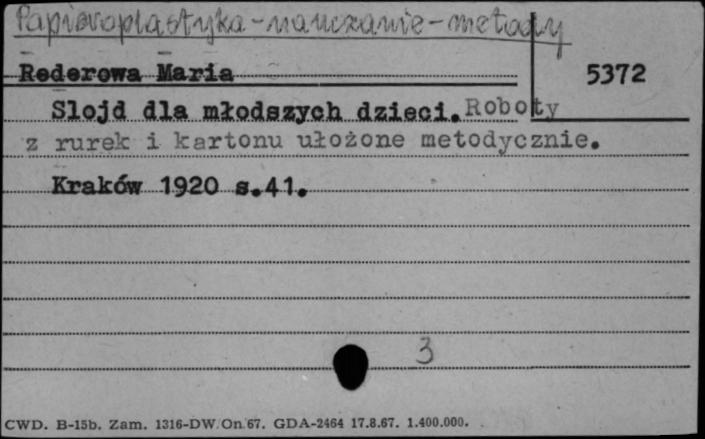 Papieroplastyka - nauczanie - metody
Rederowa Maria
5372
Slojd dla młodszych dzieci. Roboty
z rurek i kartonu ułożone metodycznie.
Kraków 1920 s.41.
3
CWD. B-15b. Zam. 1316-DW.On.67. GDA-2464 17.8.67. 1.400.000.